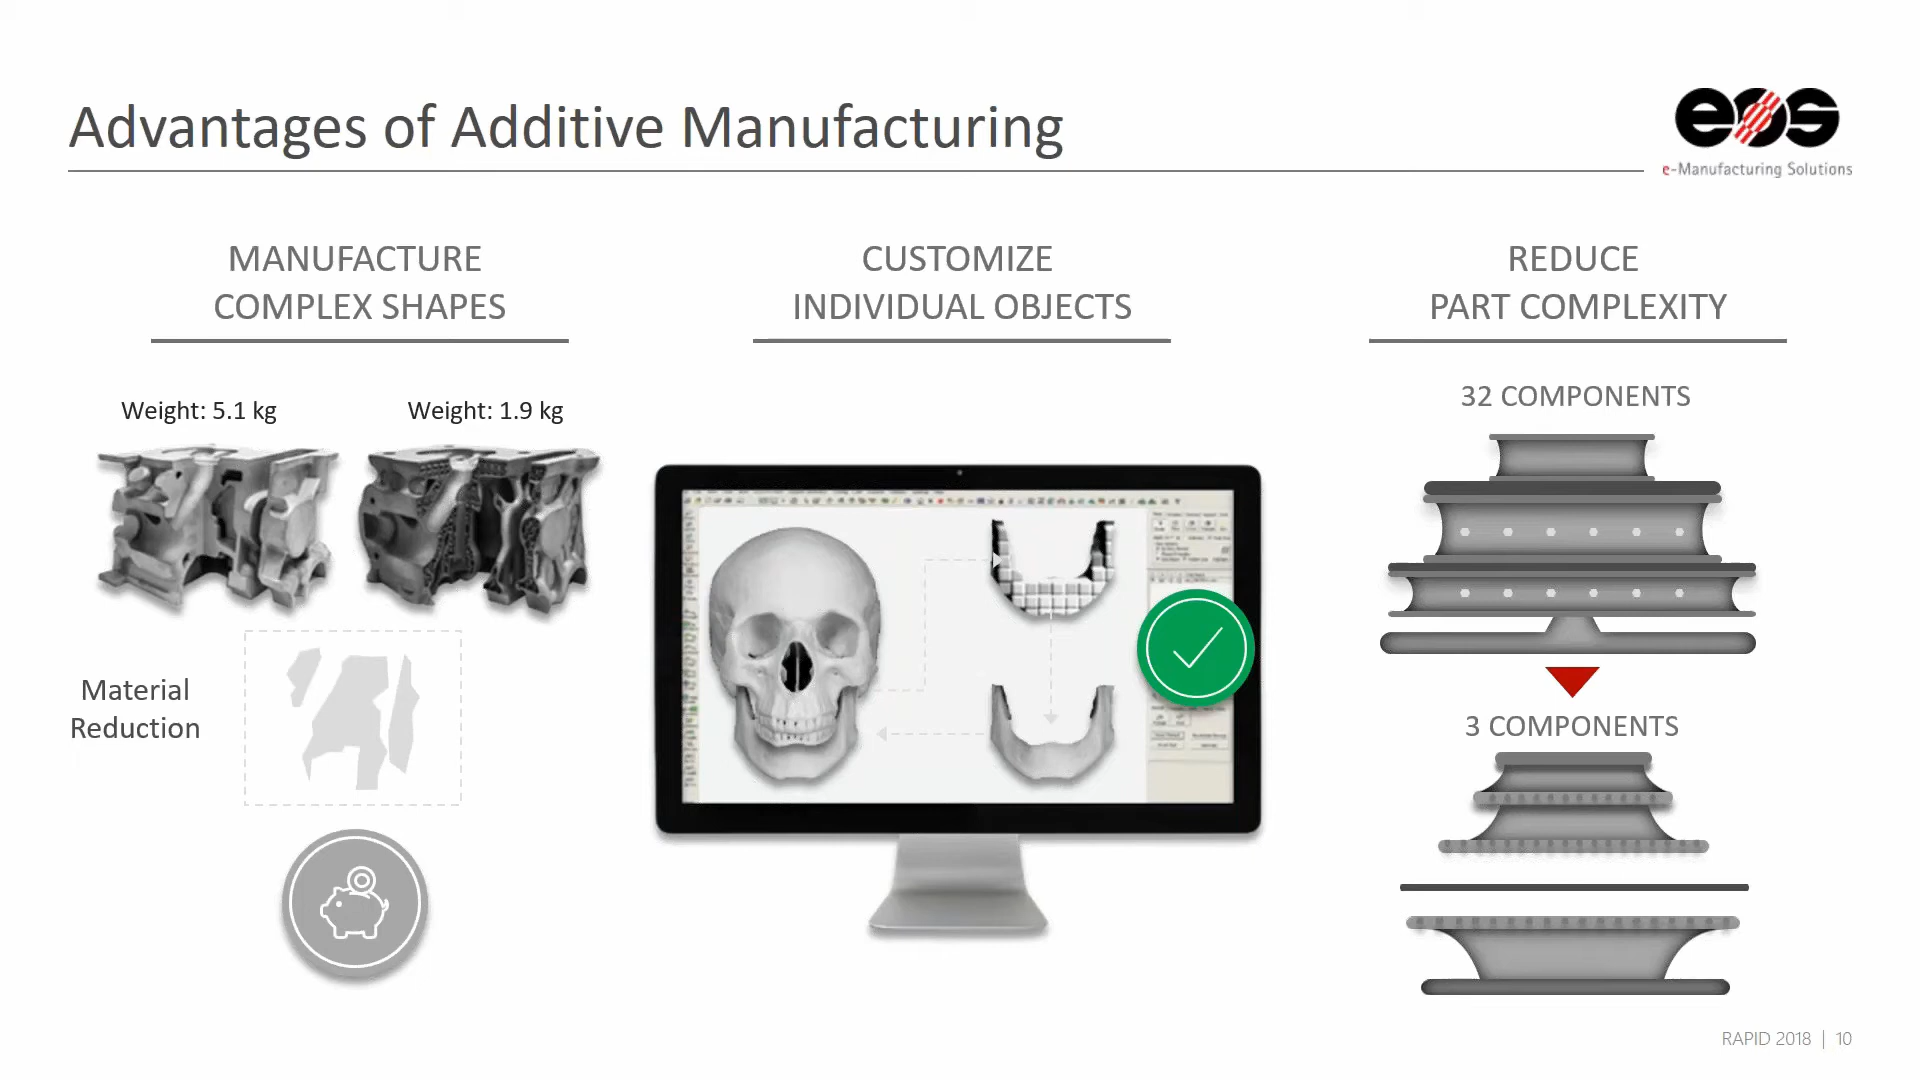 Advantages of Additive Manufacturing
eos
e-Manufacturing Solutions
MANUFACTURE
COMPLEX SHAPES
CUSTOMIZE
INDIVIDUAL OBJECTS
REDUCE
PART COMPLEXITY
Weight: 5.1 kg
Weight: 1.9 kg
Material
Reduction
32 COMPONENTS
3 COMPONENTS
RAPID 2018 | 10